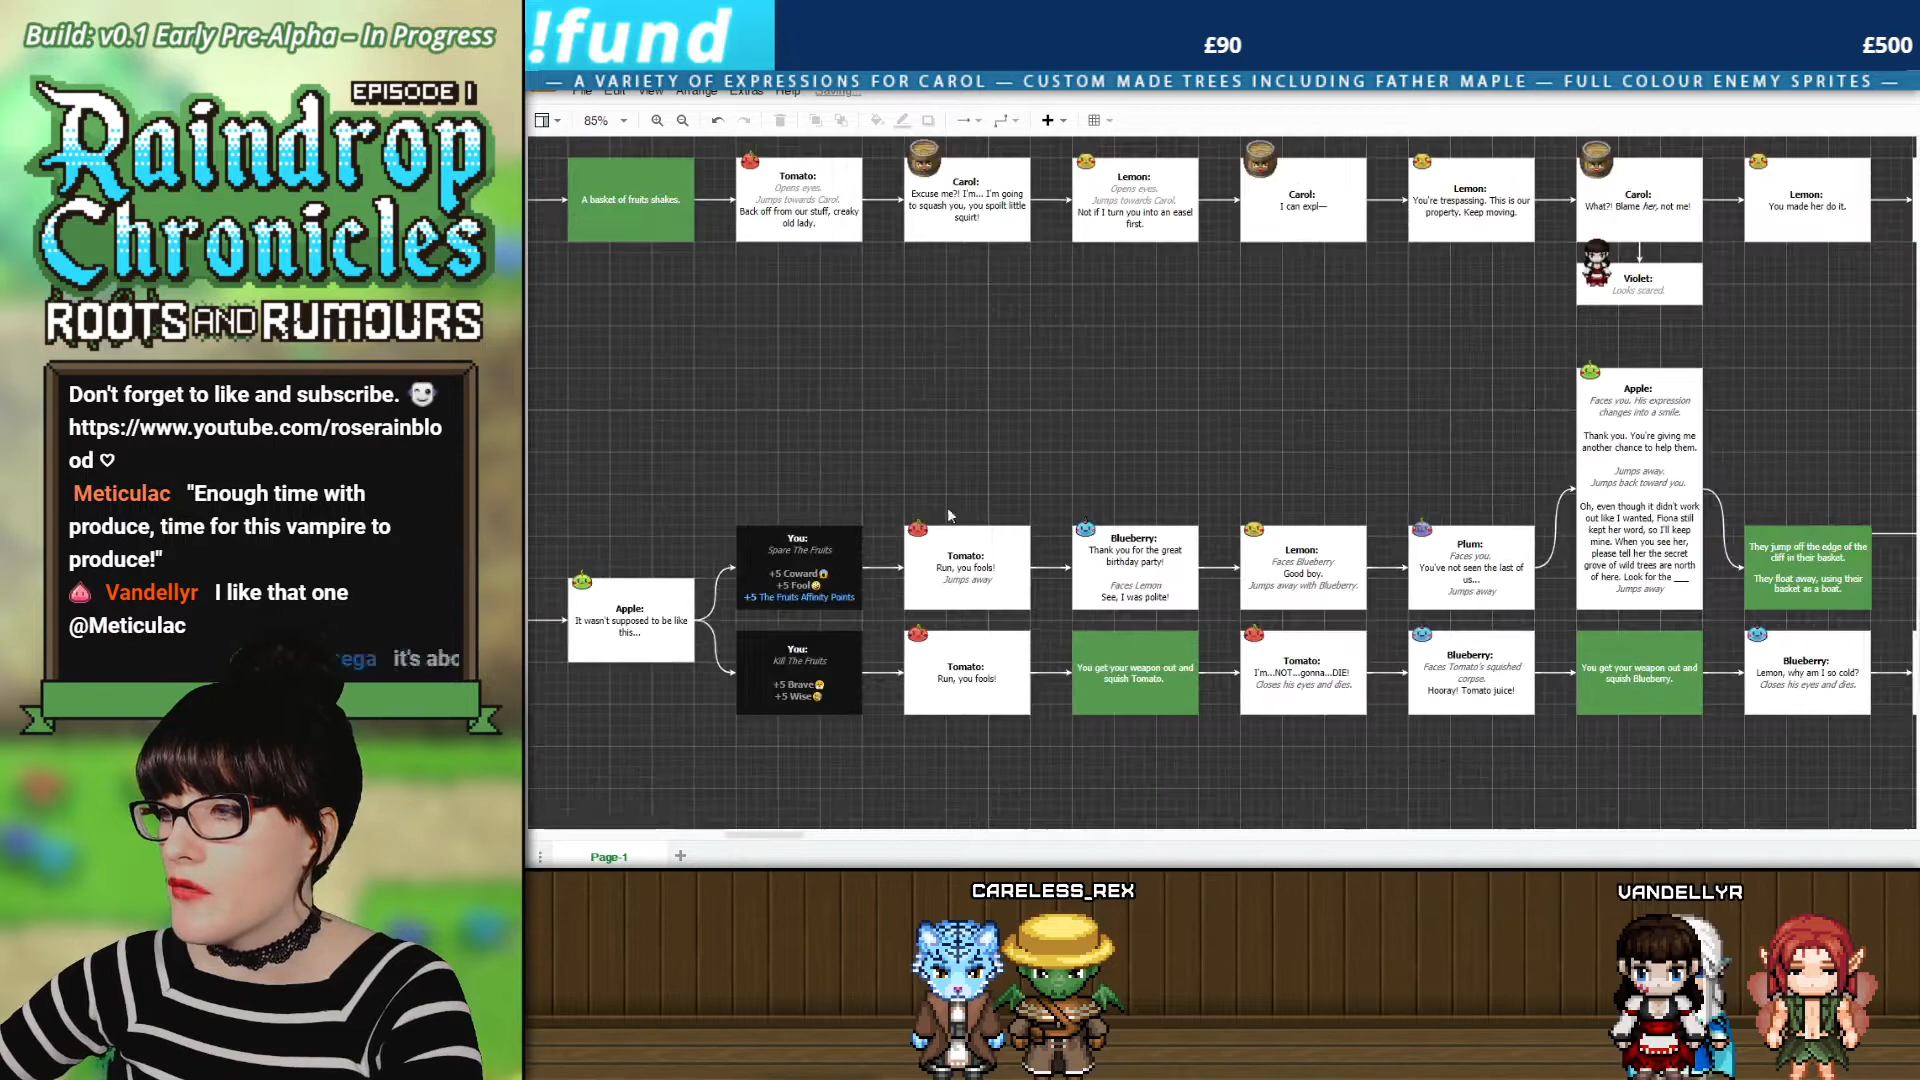 Build: v0.1 Early Pre-Alpha – In Progress
EPISODE I
Raindrop
Chronicles
ROOTS AND RUMOURS
Don't forget to like and subscribe.
https://www.youtube.com/roserainblo
od ♡
Meticulac "Enough time with
produce, time for this vampire to
produce!"
Vandellyr I like that one
@Meticulac
ega it's abo
!fund
£90
£500
— A VARIETY OF EXPRESSIONS FOR CAROL — CUSTOM MADE TREES INCLUDING FATHER MAPLE — FULL COLOUR ENEMY SPRITES —
File Edit View Arrange Extras Help Saving...
85%
A basket of fruits shakes.
Tomato:
Opens eyes.
Jumps towards Carol.
Back off from our stuff, creaky
old lady.
Carol:
Excuse me?! I'm... I'm going
to squash you, you spoilt little
squirt!
Lemon:
Opens eyes.
Jumps towards Carol.
Not if I turn you into an easel
first.
Carol:
I can expl—
Lemon:
You're trespassing. This is our
property. Keep moving.
Carol:
What?! Blame her, not me!
Lemon:
You made her do it.
Violet:
Looks scared.
Apple:
It wasn't supposed to be like
this...
You:
Spare The Fruits
+5 Coward
+5 Fool
+5 The Fruits Affinity Points
Tomato:
Run, you fools!
Jumps away
Blueberry:
Thank you for the great
birthday party!
Faces Lemon
See, I was polite!
Lemon:
Faces Blueberry
Good boy.
Jumps away with Blueberry.
Plum:
Faces you.
You've not seen the last of
us...
Jumps away
Apple:
Faces you. His expression
changes into a smile.
Thank you. You're giving me
another chance to help them.
Jumps away.
Jumps back toward you.
Oh, even though it didn't work
out like I wanted, Fiona still
kept her word, so I'll keep
mine. When you see her,
please tell her the secret
grove of wild trees are north
of here. Look for the ___
Jumps away
They jump off the edge of the
cliff in their basket.
They float away, using their
basket as a boat.
You:
Kill The Fruits
+5 Brave
+5 Wise
Tomato:
Run, you fools!
You get your weapon out and
squish Tomato.
Tomato:
I'm...NOT...gonna...DIE!
Closes his eyes and dies.
Blueberry:
Faces Tomato's squished
corpse.
Hooray! Tomato juice!
You get your weapon out and
squish Blueberry.
Blueberry:
Lemon, why am I so cold?
Closes his eyes and dies.
Page-1
CARELESS_REX
VANDELLYR